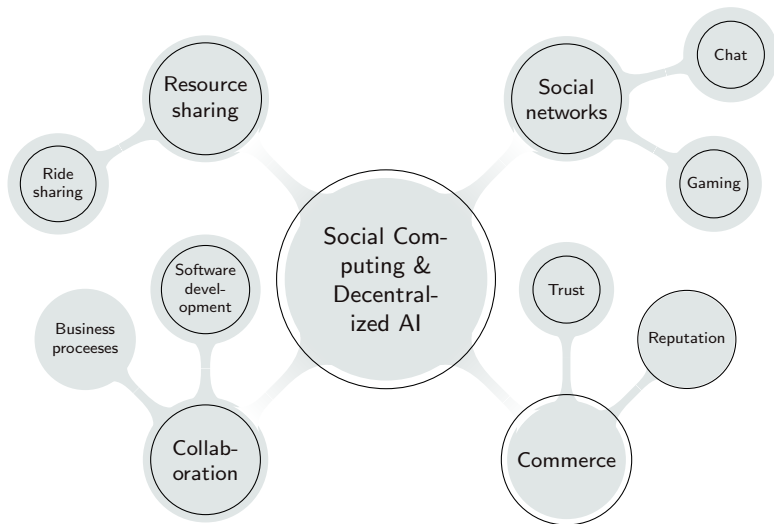 Resource
sharing
Social
networks
Chat
Ride
sharing
Gaming
Social Com-
puting &
Decentral-
ized AI
Software
devel-
opment
Trust
Business
proceeses
Reputation
Collab-
oration
Commerce